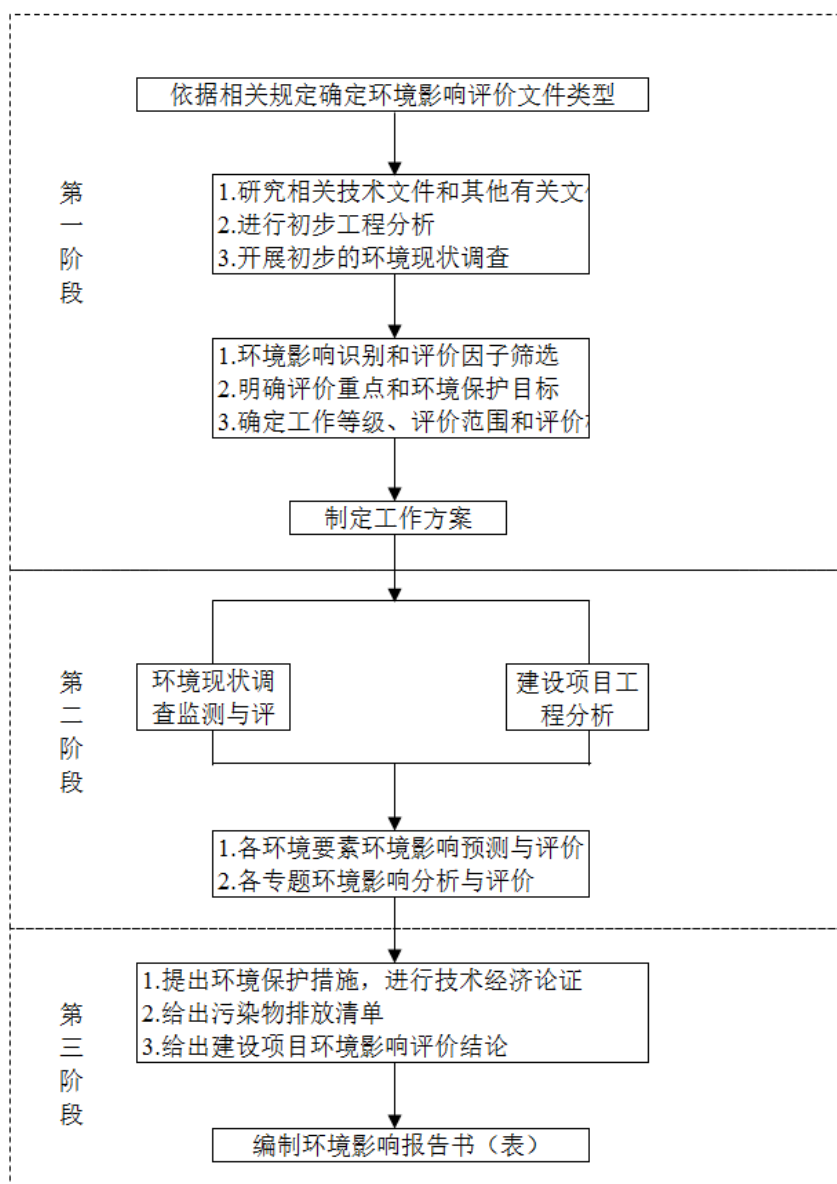 依据相关规定确定环境影响评价文件类型
第一阶段
1.研究相关技术文件和其他有关文
2.进行初步工程分析
3.开展初步的环境现状调查
1.环境影响识别和评价因子筛选
2.明确评价重点和环境保护目标
3.确定工作等级、评价范围和评价
制定工作方案
第二阶段
环境现状调
查监测与评
建设项目工
程分析
1.各环境要素环境影响预测与评价
2.各专题环境影响分析与评价
第三阶段
1.提出环境保护措施，进行技术经济论证
2.给出污染物排放清单
3.给出建设项目环境影响评价结论
编制环境影响报告书（表）